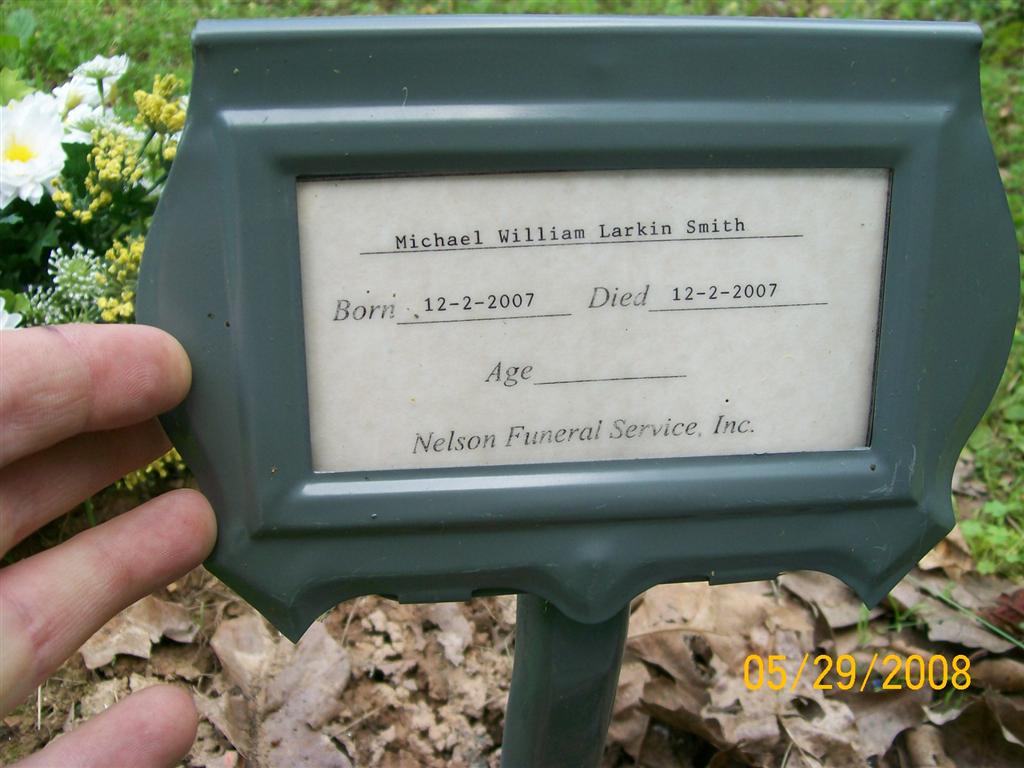 Michael William Larkin Smith
Born 12-2-2007 Died 12-2-2007
Age
Nelson Funeral Service, Inc.
05/29/2008